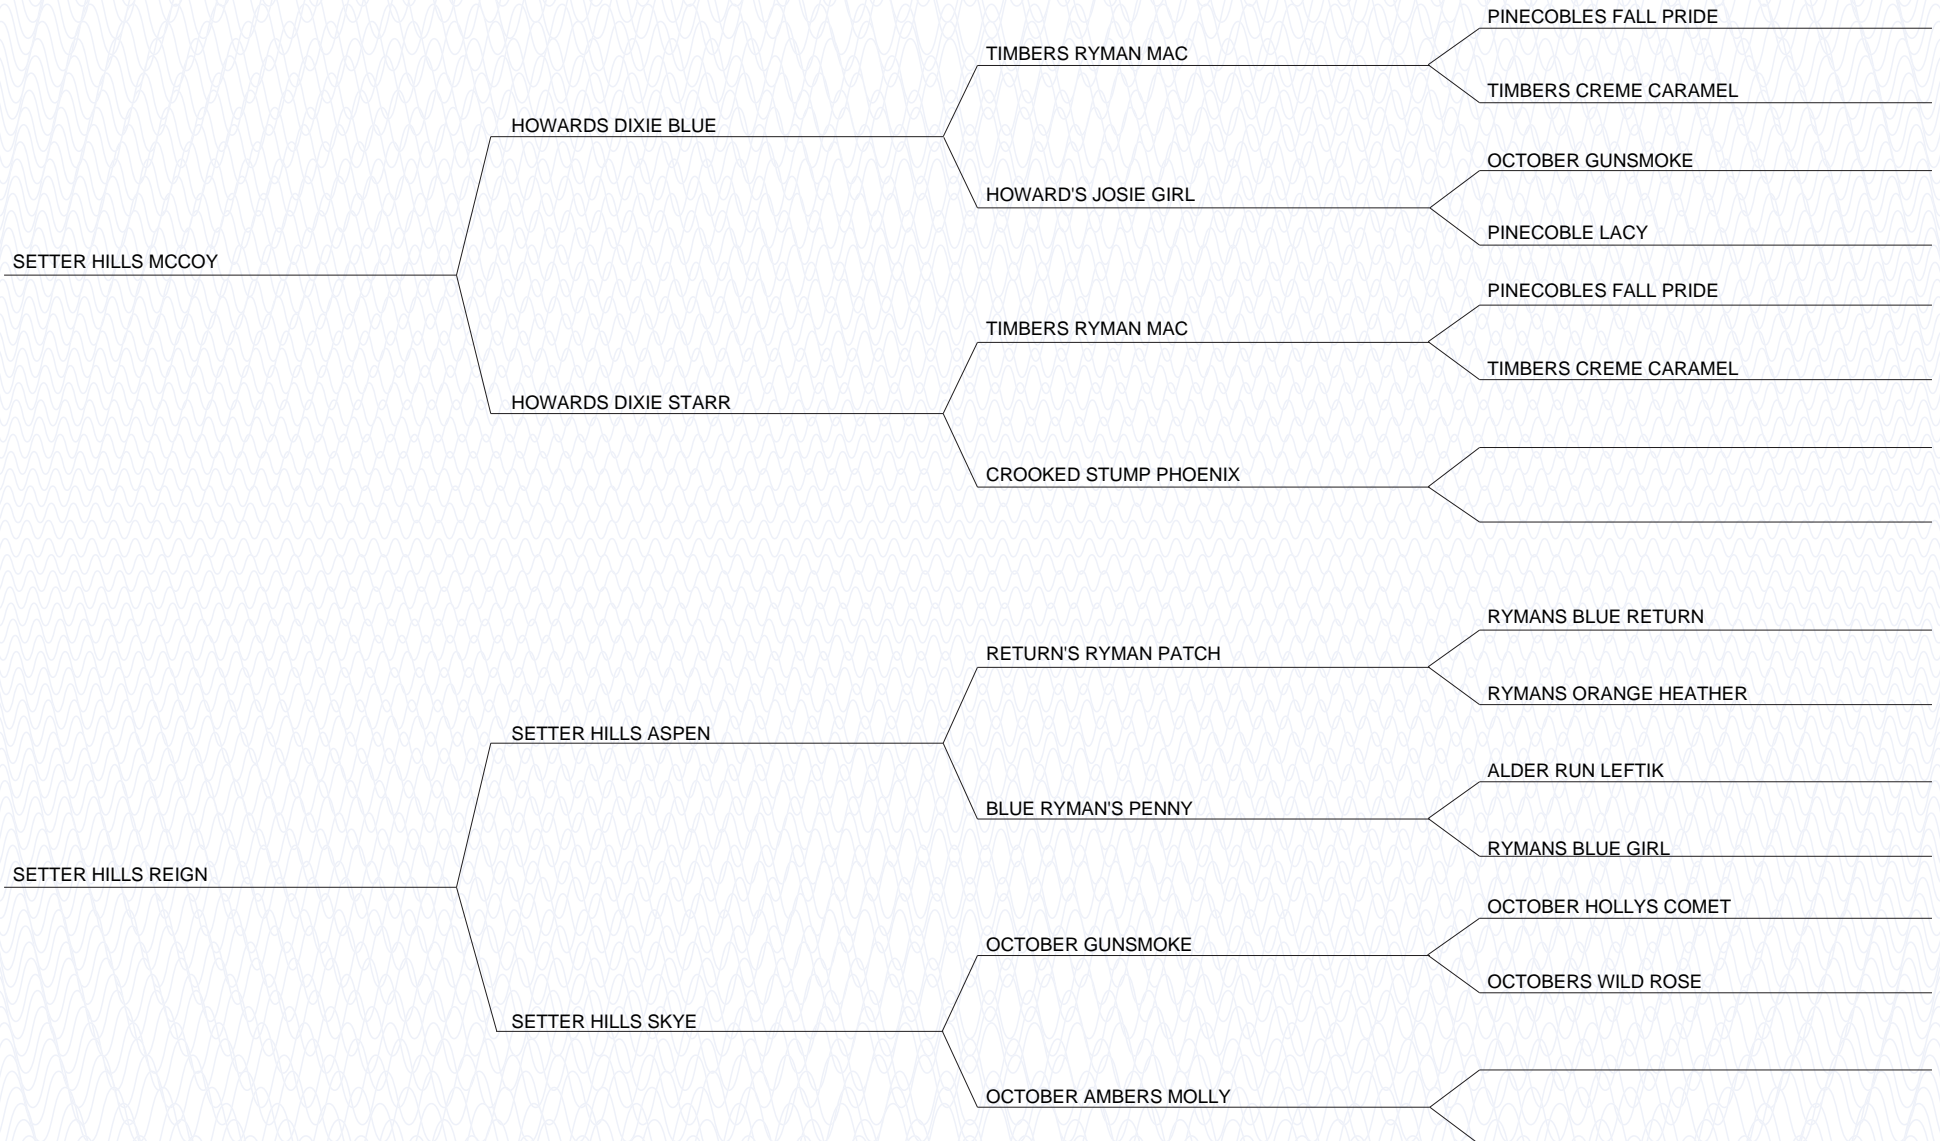 PINECOBLES FALL PRIDE
TIMBERS RYMAN MAC
TIMBERS CREME CARAMEL
HOWARDS DIXIE BLUE
OCTOBER GUNSMOKE
HOWARD'S JOSIE GIRL
PINECOBLE LACY
SETTER HILLS MCCOY
PINECOBLES FALL PRIDE
TIMBERS RYMAN MAC
TIMBERS CREME CARAMEL
HOWARDS DIXIE STARR
CROOKED STUMP PHOENIX
RYMANS BLUE RETURN
RETURN'S RYMAN PATCH
RYMANS ORANGE HEATHER
SETTER HILLS ASPEN
ALDER RUN LEFTIK
BLUE RYMAN'S PENNY
RYMANS BLUE GIRL
SETTER HILLS REIGN
OCTOBER HOLLYS COMET
OCTOBER GUNSMOKE
OCTOBERS WILD ROSE
SETTER HILLS SKYE
OCTOBER AMBERS MOLLY